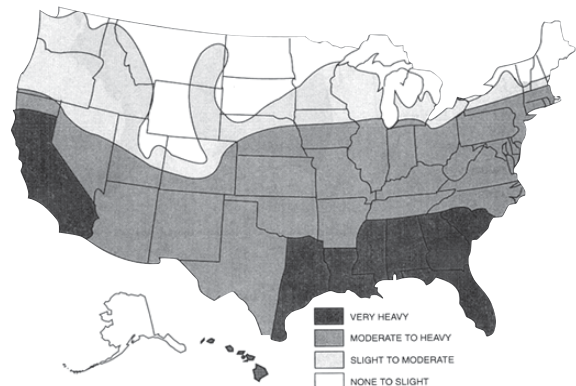 VERY HEAVY
MODERATE TO HEAVY
SLIGHT TO MODERATE
NONE TO SLIGHT